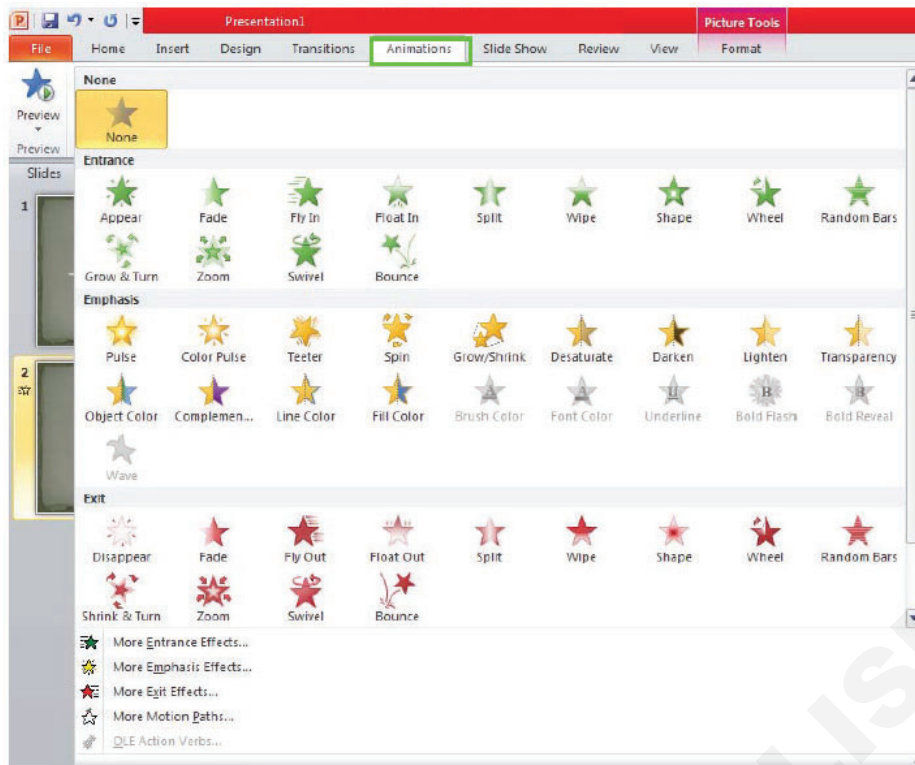 Presentation1 Picture Tools
File Home Insert Design Transitions Animations Slide Show Review View Format
Preview
Preview
Slides
1
2
None
None
Entrance
Appear Fade Fly In Float In Split Wipe Shape Wheel Random Bars
Grow & Turn Zoom Swivel Bounce
Emphasis
Pulse Color Pulse Teeter Spin Grow/Shrink Desaturate Darken Lighten Transparency
Object Color Complemen... Line Color Fill Color Brush Color Font Color Underline Bold Flash Bold Reveal
Wave
Exit
Disappear Fade Fly Out Float Out Split Wipe Shape Wheel Random Bars
Shrink & Turn Zoom Swivel Bounce
More Entrance Effects...
More Emphasis Effects...
More Exit Effects...
More Motion Paths...
OLE Action Verbs...